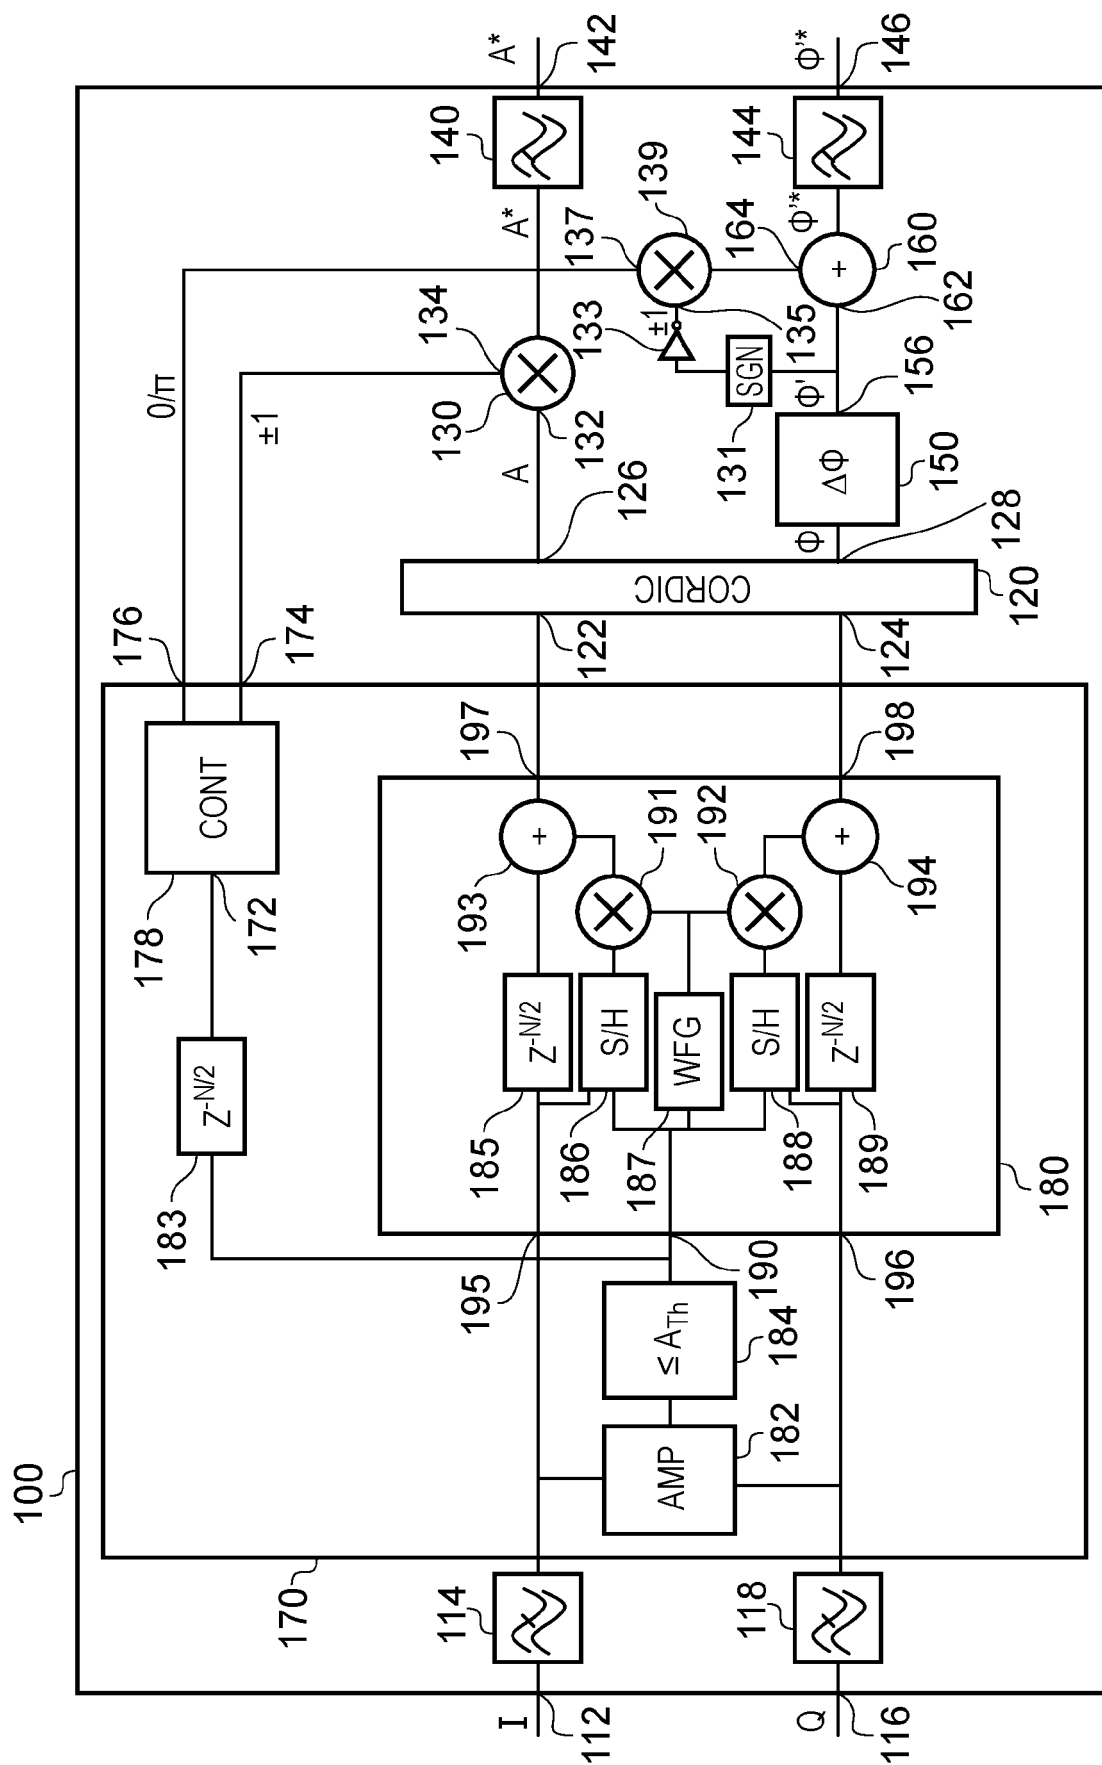 100
170
I
112
114
Q
116
118
AMP
182
≤ ATh
184
190
195
196
180
183
Z-N/2
178
CONT
172
176
174
0/π
±1
185
Z-N/2
186
S/H
187
WFG
188
S/H
189
Z-N/2
193
+
191
192
+
194
197
198
122
124
CORDIC
120
126
128
A
Φ
130
132
134
ΔΦ
150
156
Φ'
131
SGN
133
±1
135
137
139
164
+
160
162
A*
Φ'*
140
144
A*
142
Φ'*
146